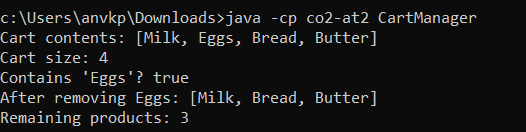 c:\Users\anvkp\Downloads>java -cp co2-at2 CartManager
Cart contents: [Milk, Eggs, Bread, Butter]
Cart size: 4
Contains 'Eggs'? true
After removing Eggs: [Milk, Bread, Butter]
Remaining products: 3